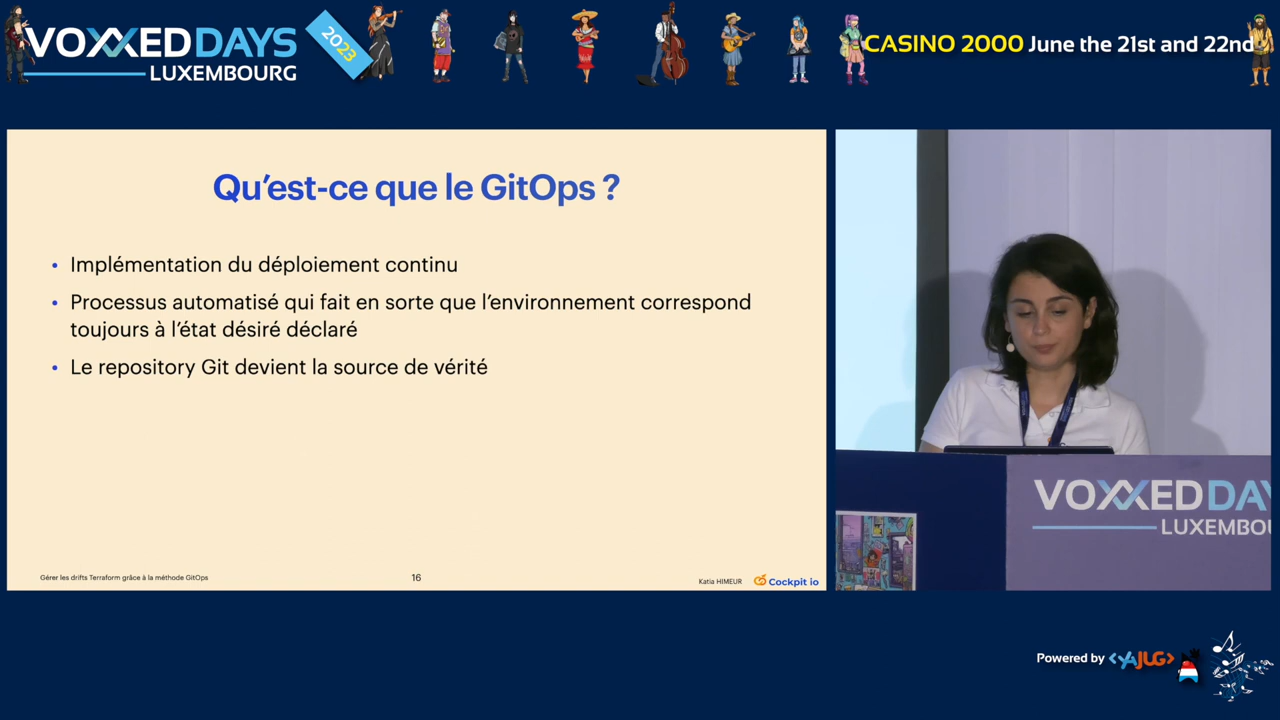 VOXXEDDAYS
LUXEMBOURG
2023
CASINO 2000 June the 21st and 22nd
Qu’est-ce que le GitOps ?
• Implémentation du déploiement continu
• Processus automatisé qui fait en sorte que l’environnement correspond
toujours à l’état désiré déclaré
• Le repository Git devient la source de vérité
Gérer les drifts Terraform grâce à la méthode GitOps
16
Katia HIMEUR
Cockpit io
VOXXEDDAY
LUXEMBOU
Powered by <YAJUG>